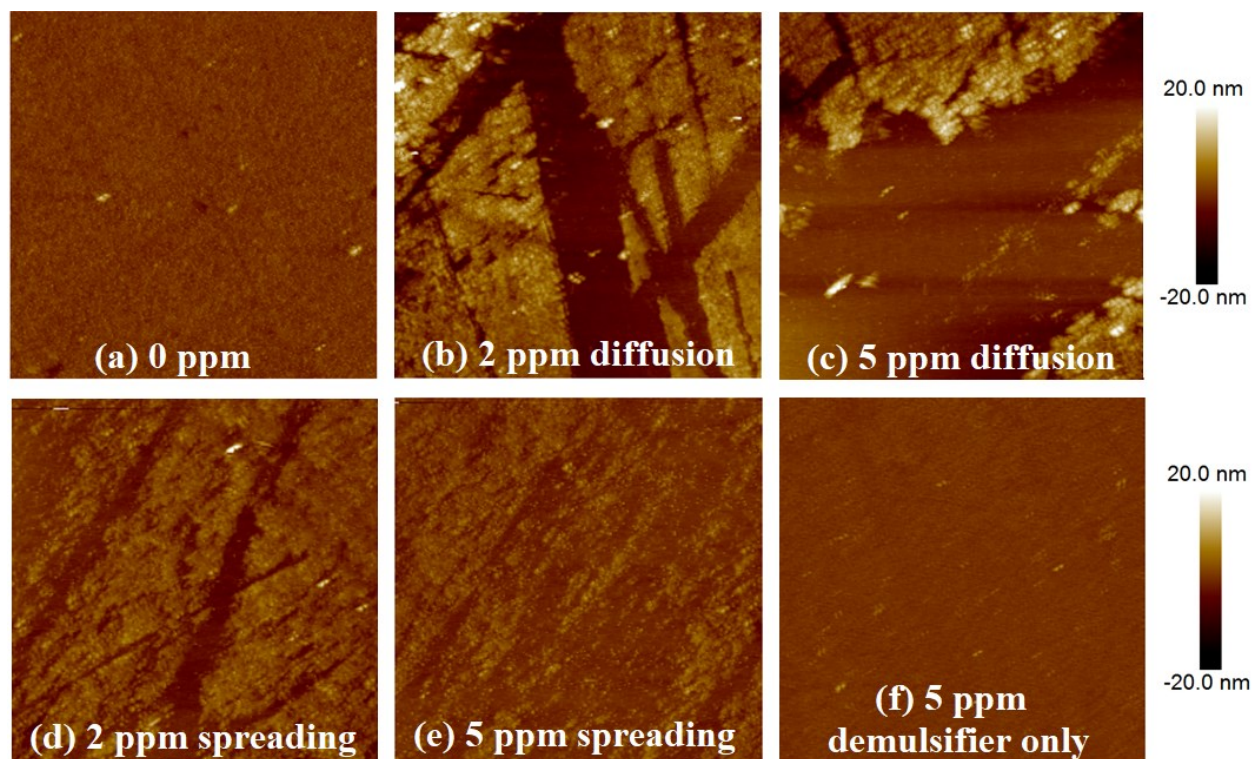 (a) 0 ppm
(b) 2 ppm diffusion
(c) 5 ppm diffusion
20.0 nm
-20.0 nm
(d) 2 ppm spreading
(e) 5 ppm spreading
(f) 5 ppm
demulsifier only
20.0 nm
-20.0 nm